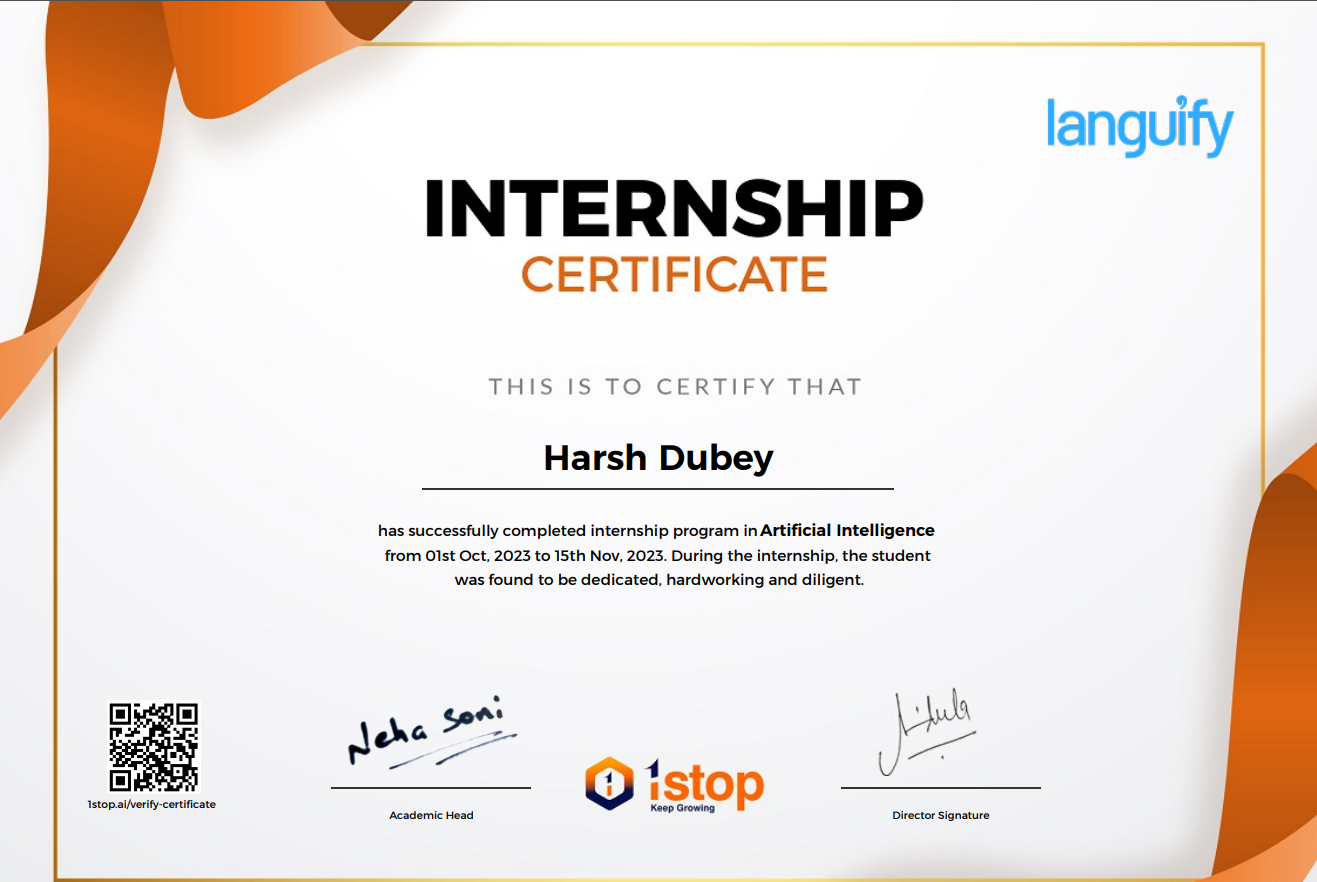 languify
INTERNSHIP
CERTIFICATE
THIS IS TO CERTIFY THAT
Harsh Dubey
has successfully completed internship program in Artificial Intelligence
from 01st Oct, 2023 to 15th Nov, 2023. During the internship, the student
was found to be dedicated, hardworking and diligent.
Neha Soni
1stop
Keep Growing
1stop.ai/verify-certificate
Academic Head
Director Signature